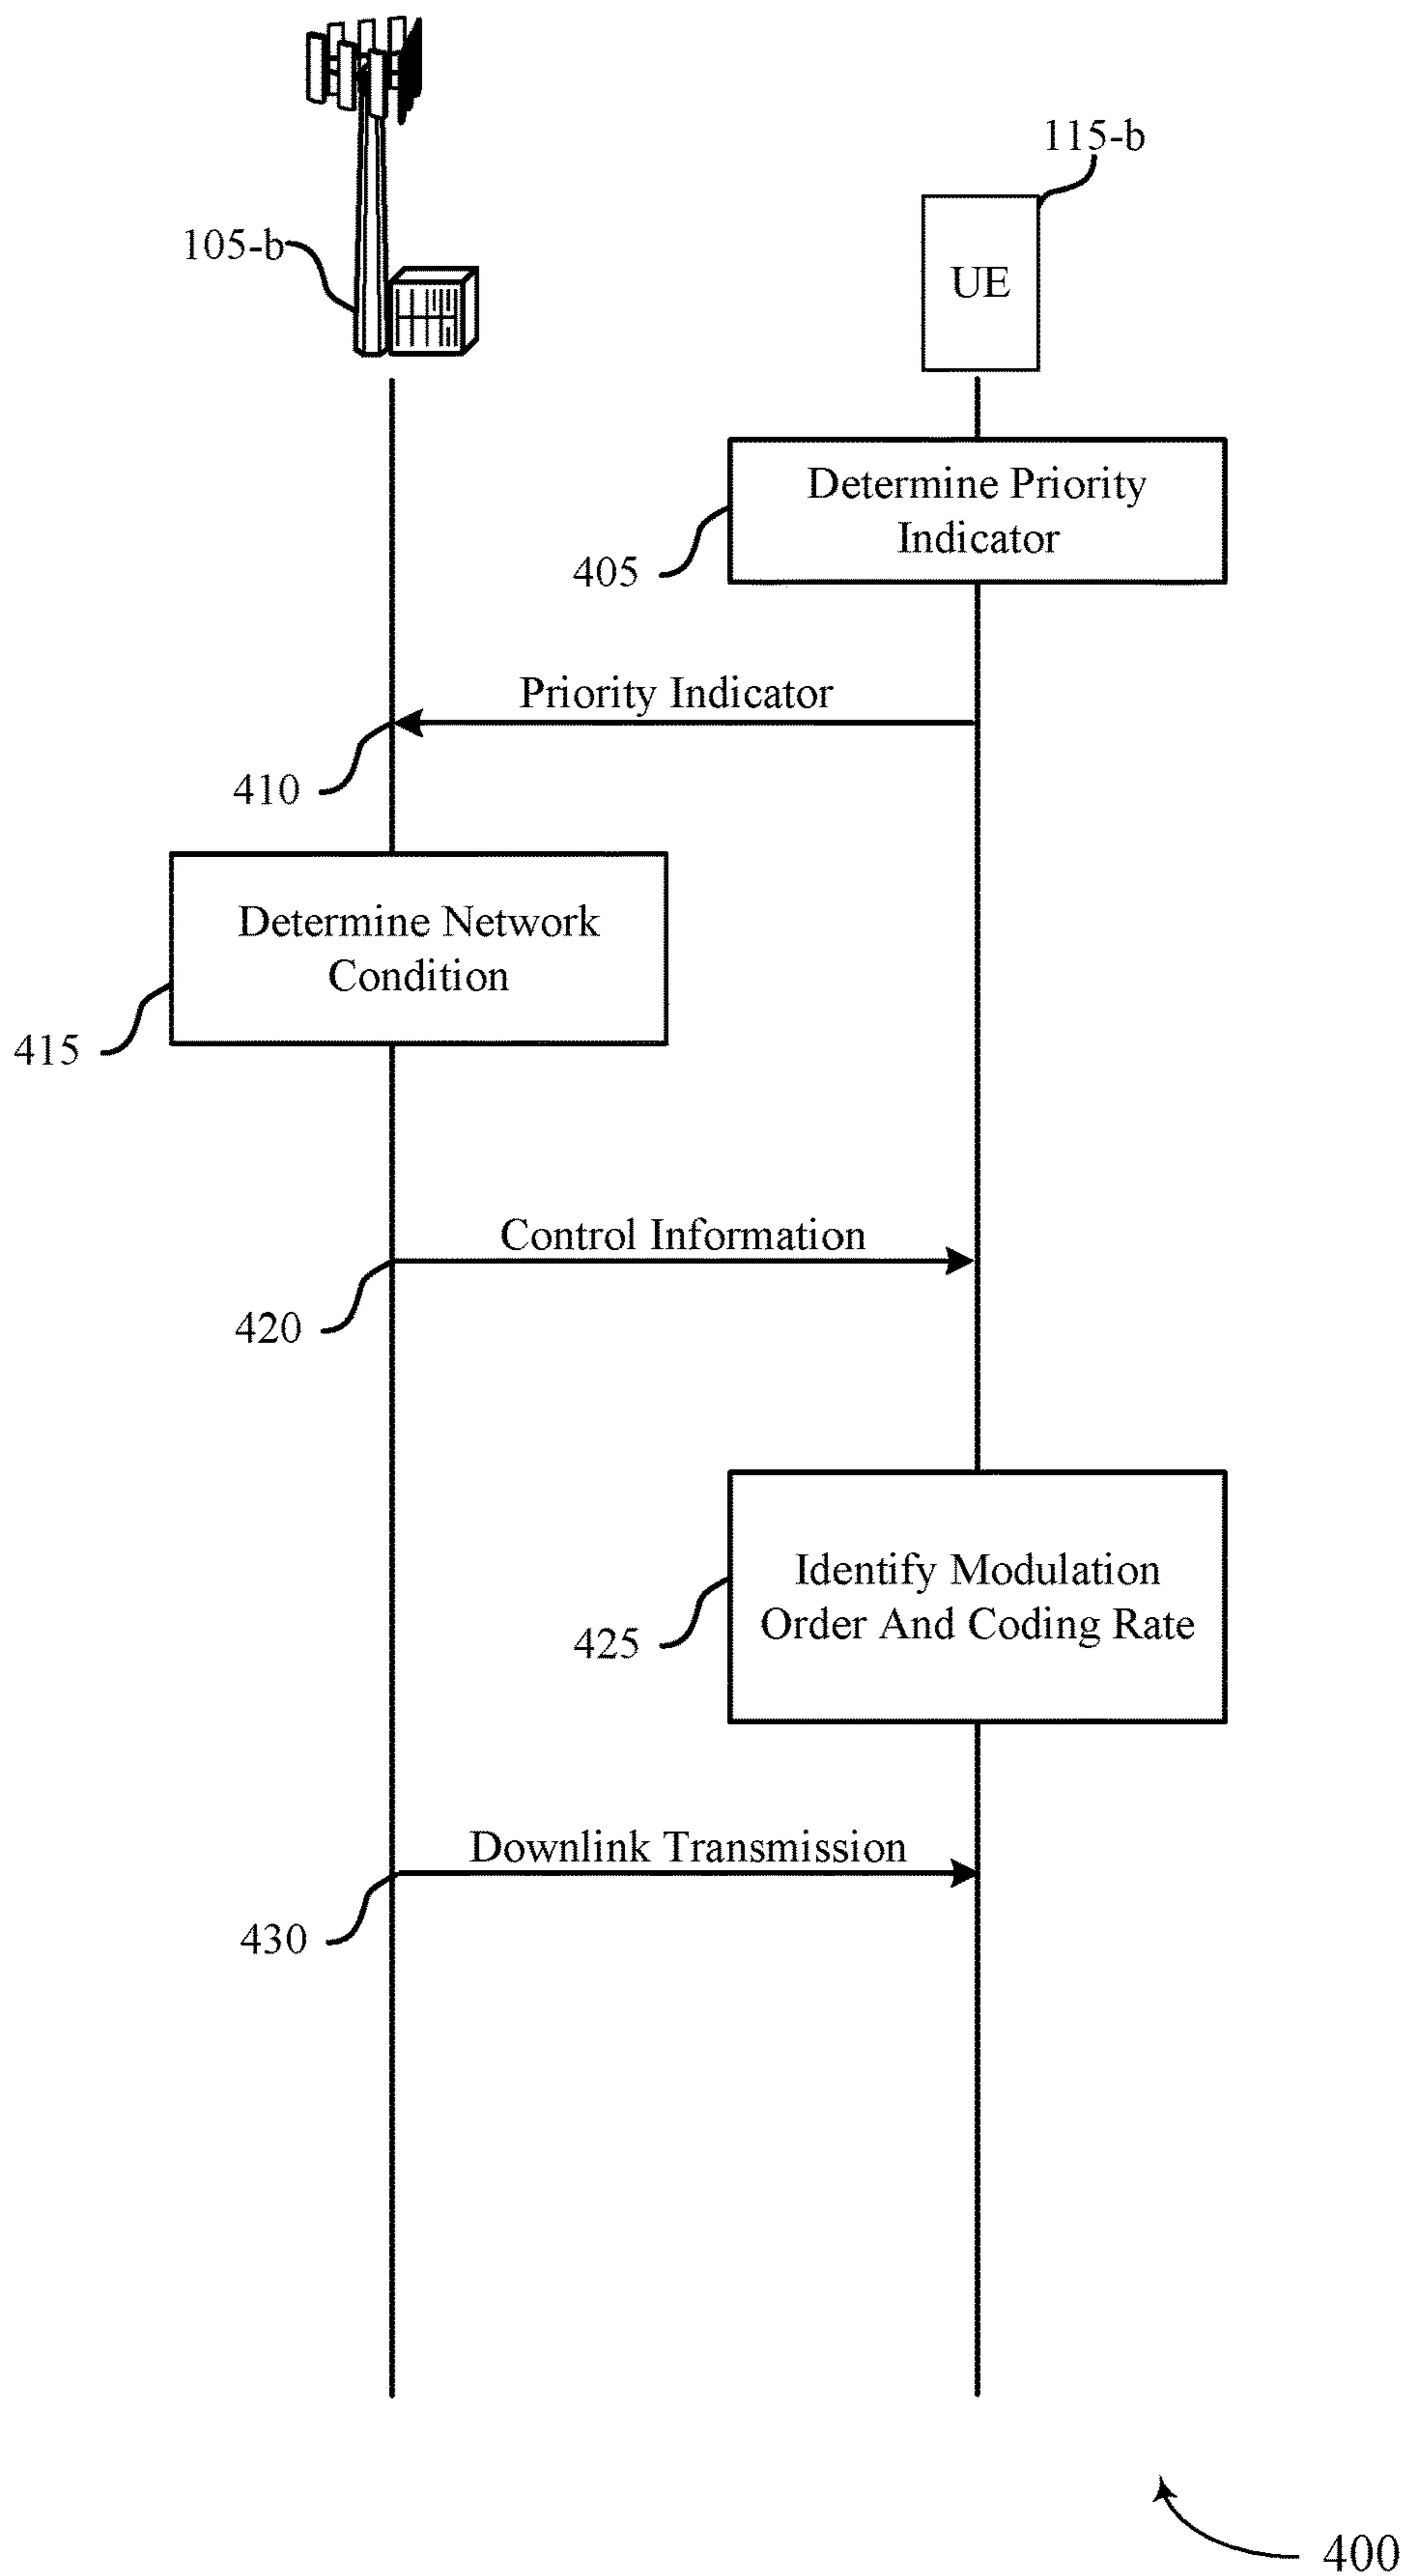 115-b
105-b
UE
Determine Priority
Indicator
405
Priority Indicator
410
Determine Network
Condition
415
Control Information
420
Identify Modulation
Order And Coding Rate
425
Downlink Transmission
430
400